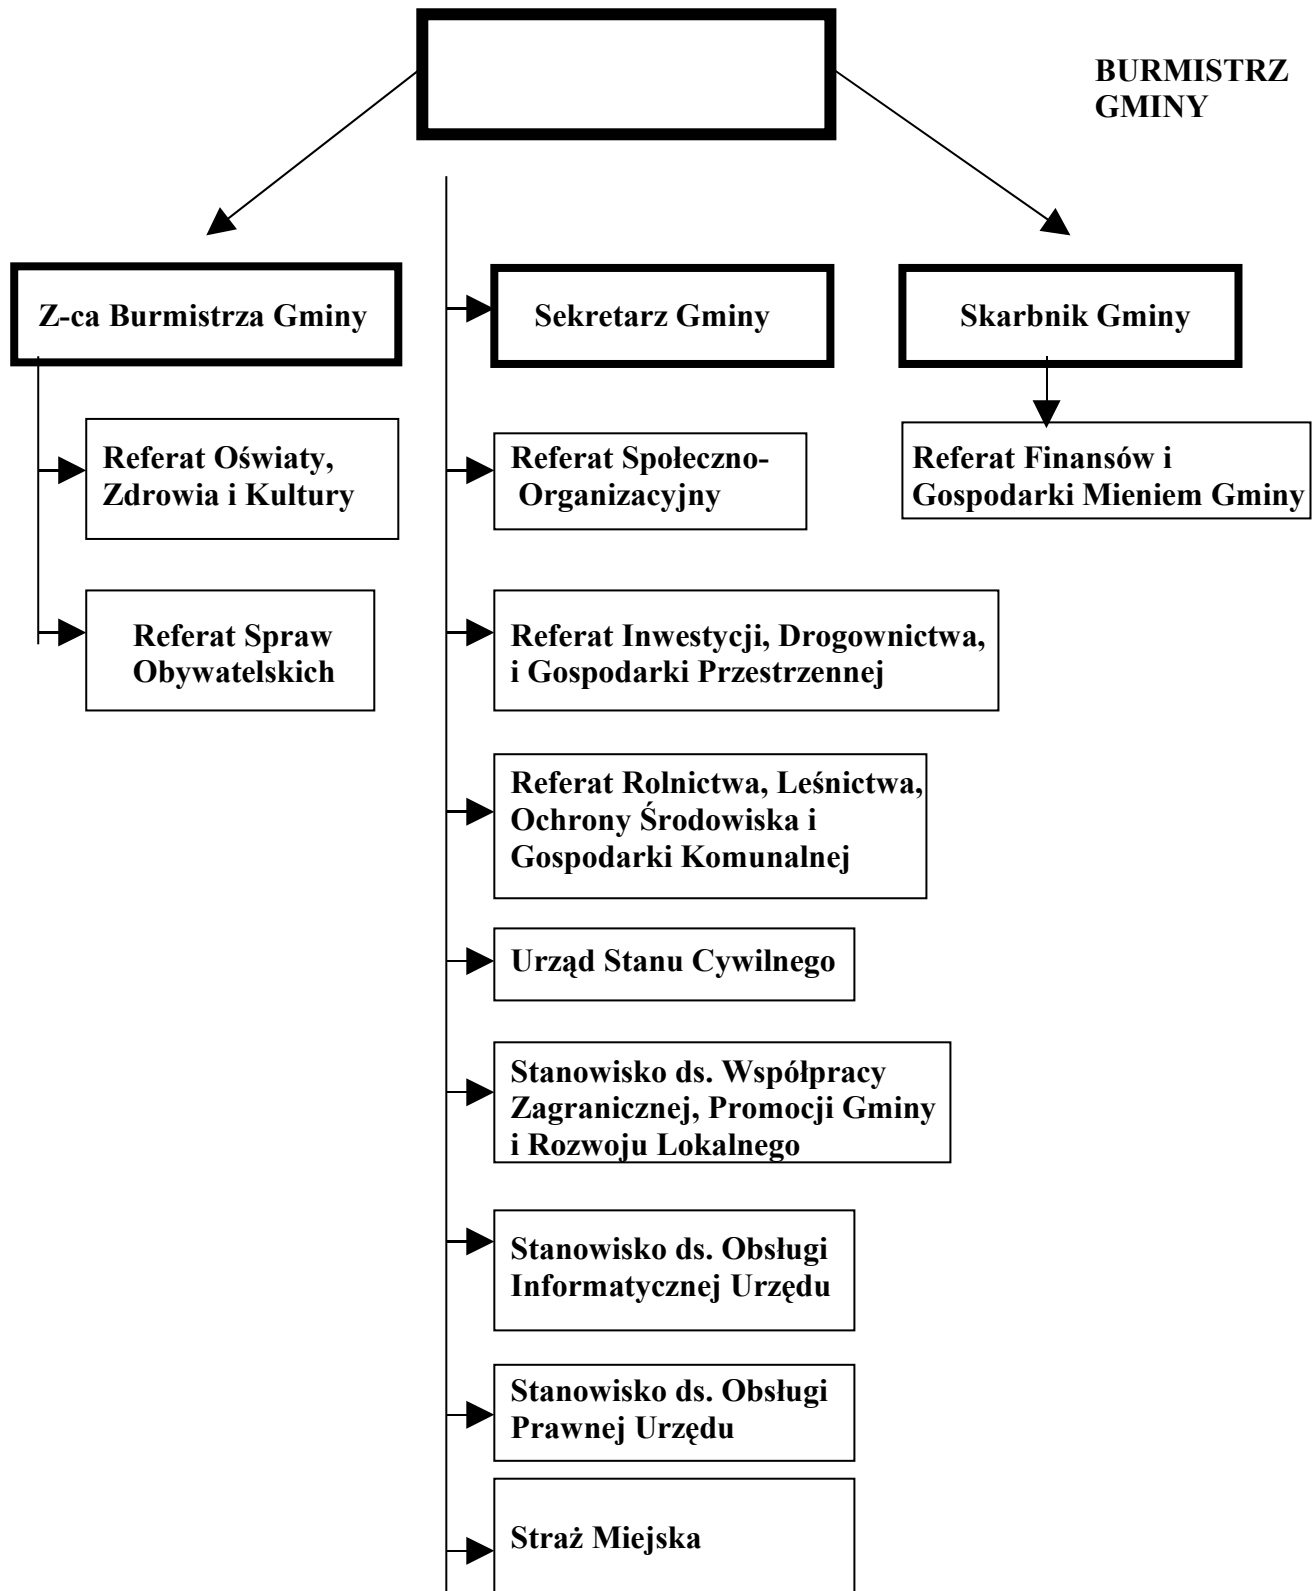 BURMISTRZ
GMINY
Z-ca Burmistrza Gminy
Sekretarz Gminy
Skarbnik Gminy
Referat Oświaty,
Zdrowia i Kultury
Referat Społeczno-
Organizacyjny
Referat Finansów i
Gospodarki Mieniem Gminy
Referat Spraw
Obywatelskich
Referat Inwestycji, Drogownictwa,
i Gospodarki Przestrzennej
Referat Rolnictwa, Leśnictwa,
Ochrony Środowiska i
Gospodarki Komunalnej
Urząd Stanu Cywilnego
Stanowisko ds. Współpracy
Zagranicznej, Promocji Gminy
i Rozwoju Lokalnego
Stanowisko ds. Obsługi
Informatycznej Urzędu
Stanowisko ds. Obsługi
Prawnej Urzędu
Straż Miejska